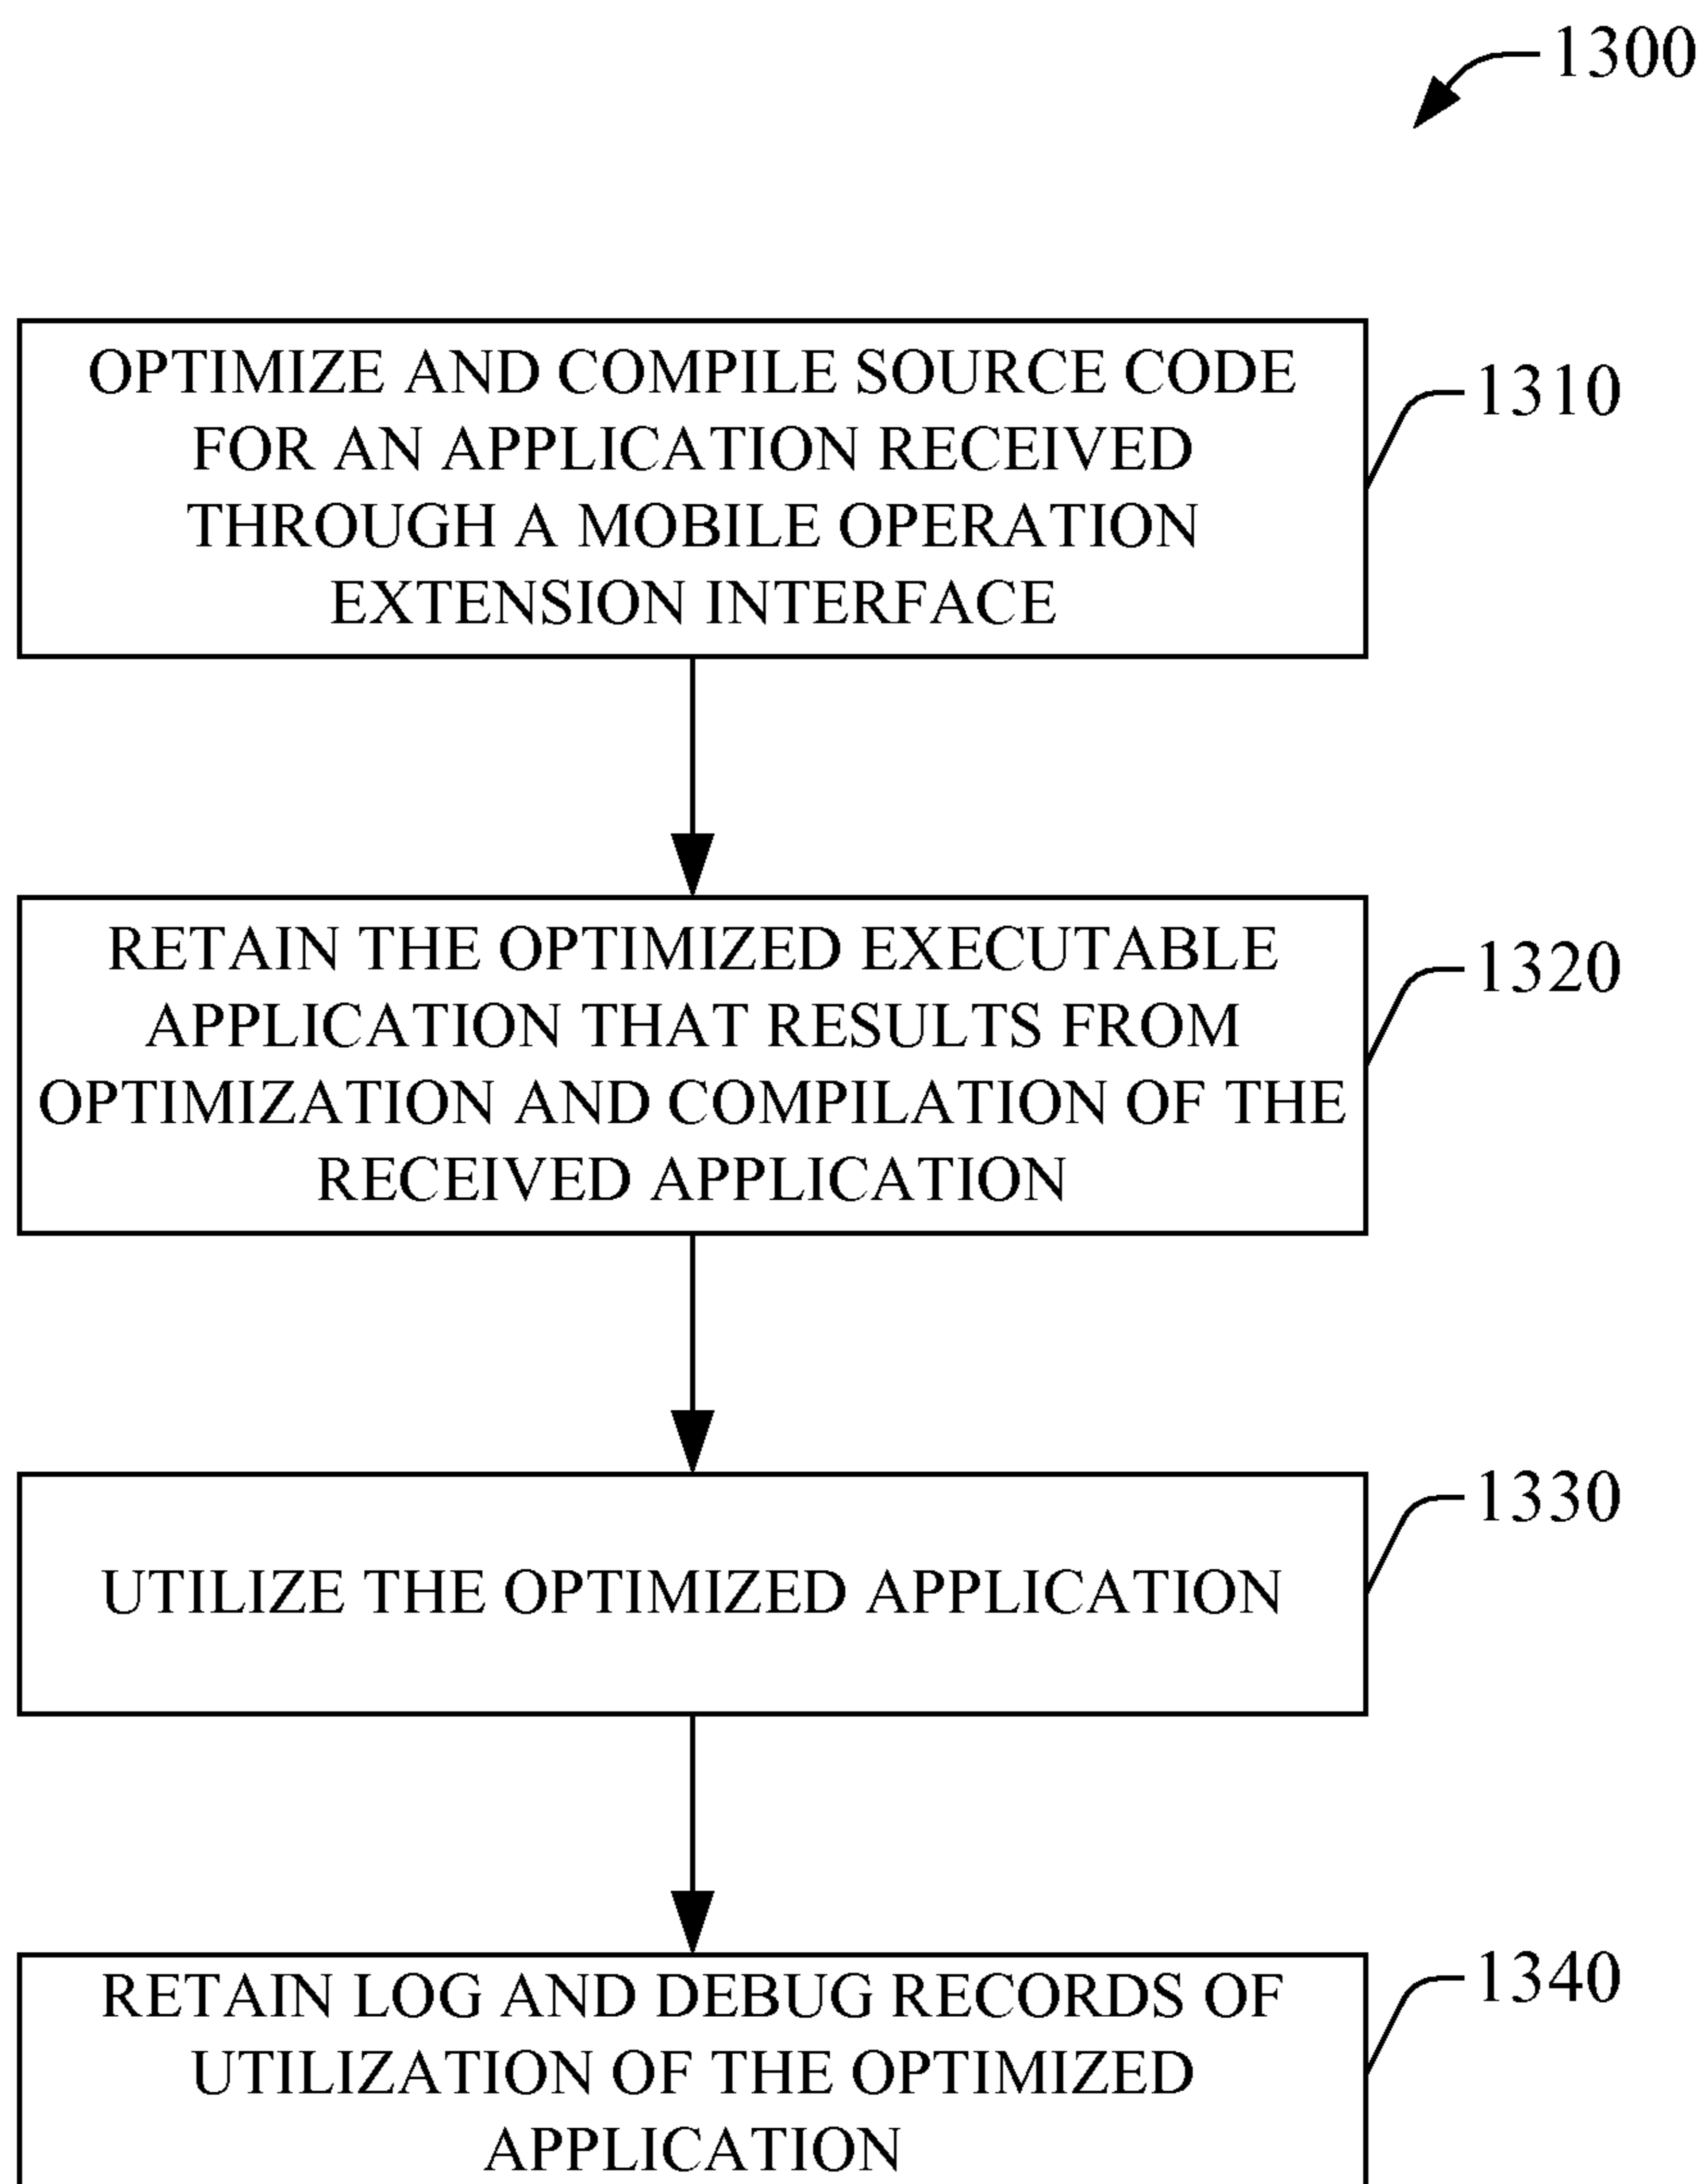 1300
OPTIMIZE AND COMPILE SOURCE CODE
FOR AN APPLICATION RECEIVED
THROUGH A MOBILE OPERATION
EXTENSION INTERFACE
1310
RETAIN THE OPTIMIZED EXECUTABLE
APPLICATION THAT RESULTS FROM
OPTIMIZATION AND COMPILATION OF THE
RECEIVED APPLICATION
1320
UTILIZE THE OPTIMIZED APPLICATION
1330
RETAIN LOG AND DEBUG RECORDS OF
UTILIZATION OF THE OPTIMIZED
APPLICATION
1340